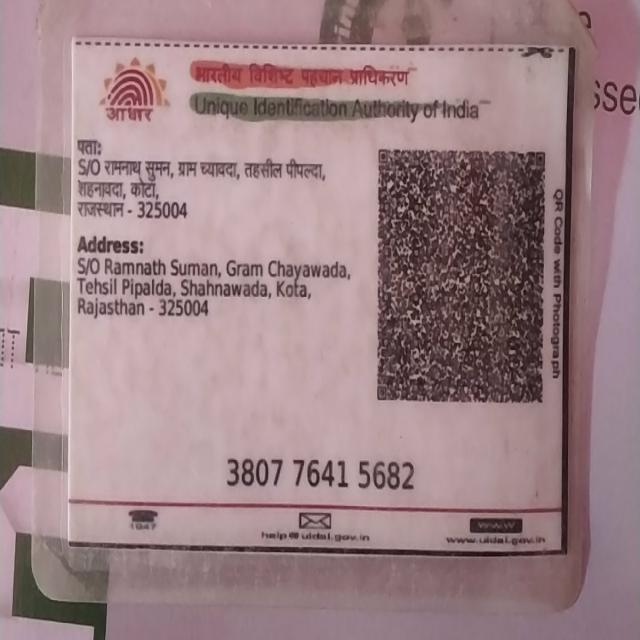 भारतीय विशिष्ट पहचान प्राधिकरण
Unique Identification Authority of India
आधार
पता:
S/O रामनाथ सुमन, ग्राम च्यावदा, तहसील पीपल्दा,
शहनावदा, कोटा,
राजस्थान - 325004
Address:
S/O Ramnath Suman, Gram Chayawada,
Tehsil Pipalda, Shahnawada, Kota,
Rajasthan - 325004
QR Code with Photograph
3807 7641 5682
1947
help@uidai.gov.in
www
www.uidai.gov.in